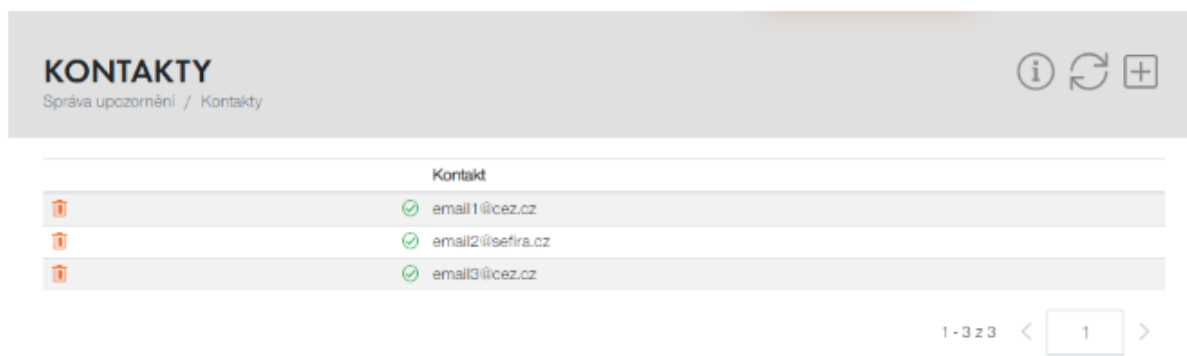 KONTAKTY
Správa upozornění / Kontakty
Kontakt
email1@cez.cz
email2@sefira.cz
email3@cez.cz
1 - 3 z 3 < 1 >